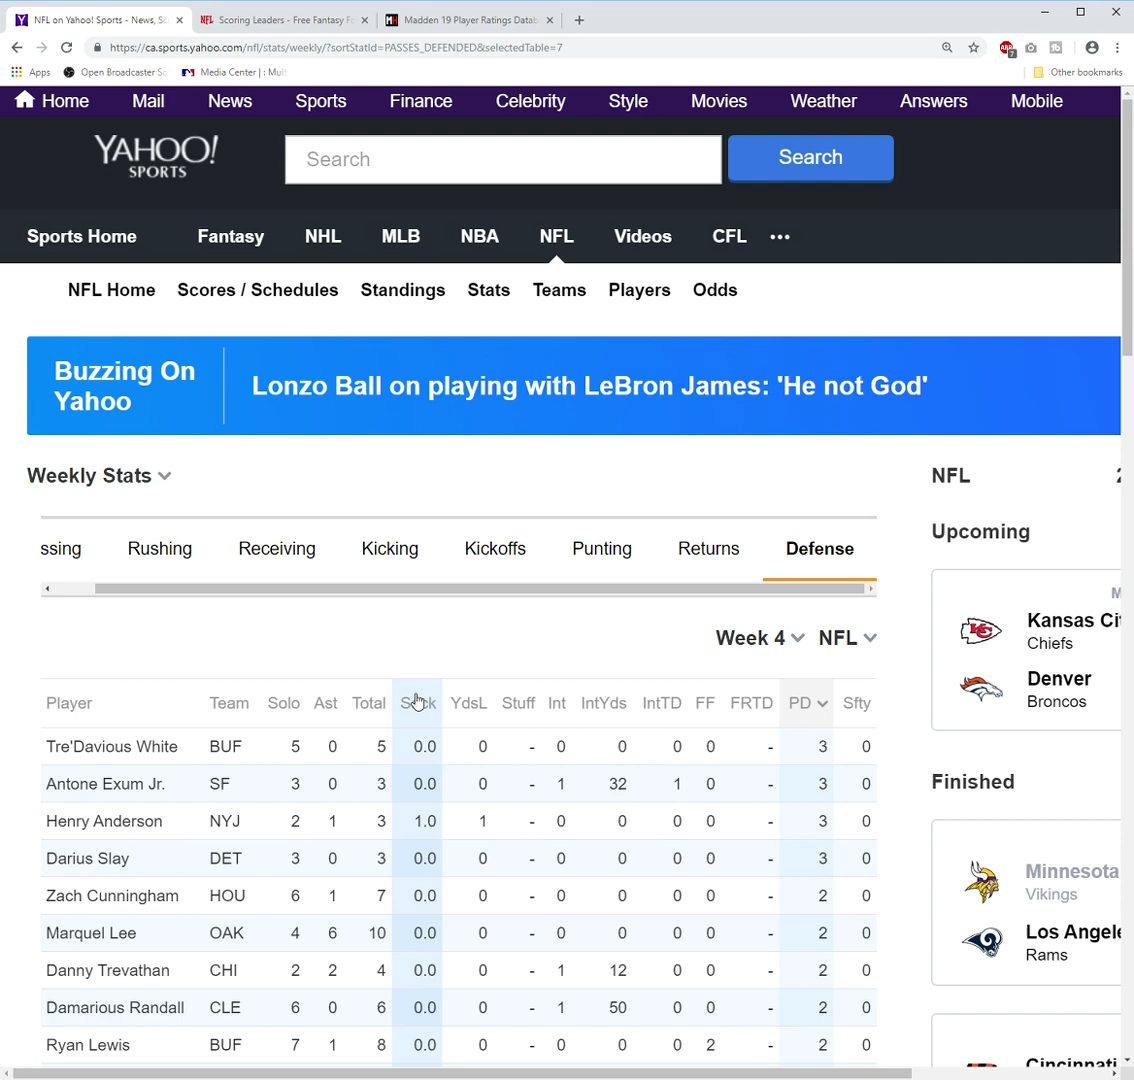 NFL on Yahoo! Sports - News, Sc
NFL Scoring Leaders - Free Fantasy Fo
Madden 19 Player Ratings Datab
https://ca.sports.yahoo.com/nfl/stats/weekly/?sortStatId=PASSES_DEFENDED&selectedTable=7
Apps Open Broadcaster So Media Center | : Mult Other bookmarks
Home Mail News Sports Finance Celebrity Style Movies Weather Answers Mobile
YAHOO!
SPORTS
Search Search
Sports Home Fantasy NHL MLB NBA NFL Videos CFL •••
NFL Home Scores / Schedules Standings Stats Teams Players Odds
Buzzing On
Yahoo
Lonzo Ball on playing with LeBron James: 'He not God'
Weekly Stats NFL 2
ssing Rushing Receiving Kicking Kickoffs Punting Returns Defense
Upcoming
M
Kansas Cit
Chiefs
Denver
Broncos
Week 4 NFL
Player Team Solo Ast Total Sack YdsL Stuff Int IntYds IntTD FF FRTD PD Sfty
Tre'Davious White BUF 5 0 5 0.0 0 - 0 0 0 0 - 3 0
Antone Exum Jr. SF 3 0 3 0.0 0 - 1 32 1 0 - 3 0
Henry Anderson NYJ 2 1 3 1.0 1 - 0 0 0 0 - 3 0
Darius Slay DET 3 0 3 0.0 0 - 0 0 0 0 - 3 0
Zach Cunningham HOU 6 1 7 0.0 0 - 0 0 0 0 - 2 0
Marquel Lee OAK 4 6 10 0.0 0 - 0 0 0 0 - 2 0
Danny Trevathan CHI 2 2 4 0.0 0 - 1 12 0 0 - 2 0
Damarious Randall CLE 6 0 6 0.0 0 - 1 50 0 0 - 2 0
Ryan Lewis BUF 7 1 8 0.0 0 - 0 0 0 2 - 2 0
Finished
Minnesota
Vikings
Los Angele
Rams
Cincinnati